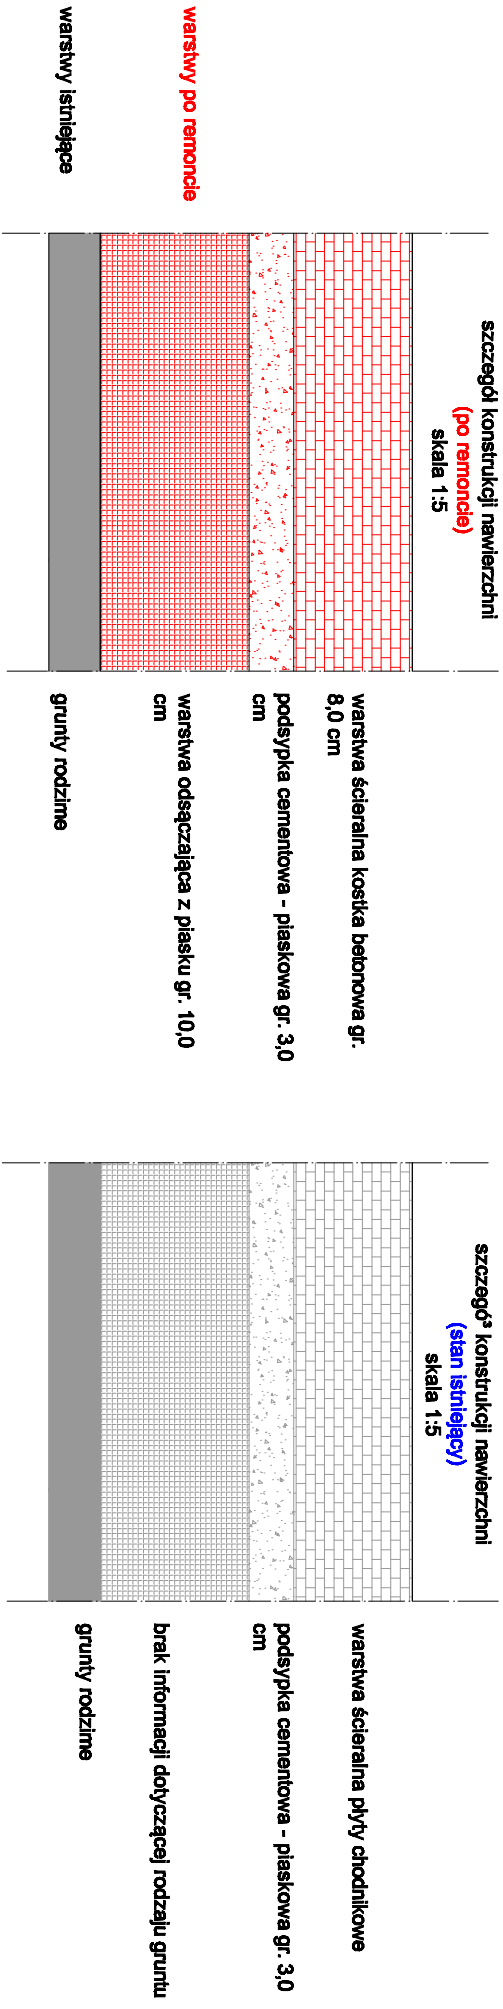 szczegół konstrukcji nawierzchni
(po remoncie)
skala 1:5
warstwa ścieralna kostka betonowa gr.
8,0 cm
podsypka cementowa - piaskowa gr. 3,0
cm
warstwy po remoncie
warstwa odsączająca z piasku gr. 10,0
cm
warstwy istniejące
grunty rodzime
szczegó³ konstrukcji nawierzchni
(stan istniejący)
skala 1:5
warstwa ścieralna płyty chodnikowe
podsypka cementowa - piaskowa gr. 3,0
cm
brak informacji dotyczącej rodzaju gruntu
grunty rodzime